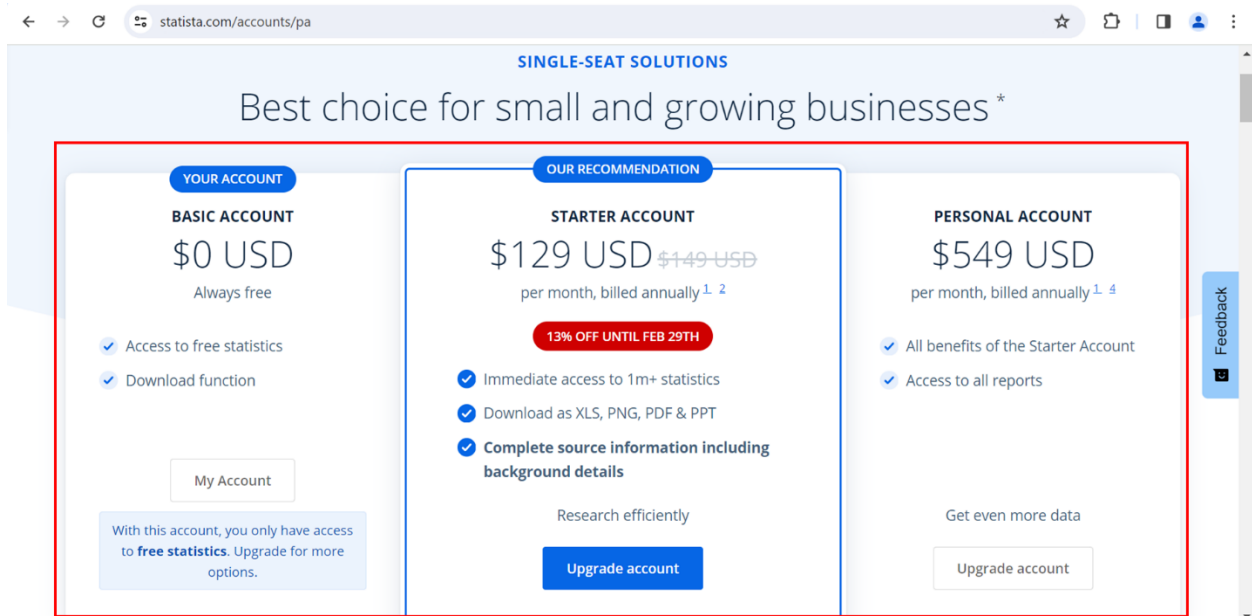 statista.com/accounts/pa
SINGLE-SEAT SOLUTIONS
Best choice for small and growing businesses *
YOUR ACCOUNT
BASIC ACCOUNT
$0 USD
Always free
Access to free statistics
Download function
My Account
With this account, you only have access
to free statistics. Upgrade for more
options.
OUR RECOMMENDATION
STARTER ACCOUNT
$129 USD $149 USD
per month, billed annually 1 2
13% OFF UNTIL FEB 29TH
Immediate access to 1m+ statistics
Download as XLS, PNG, PDF & PPT
Complete source information including
background details
Research efficiently
Upgrade account
PERSONAL ACCOUNT
$549 USD
per month, billed annually 1 4
All benefits of the Starter Account
Access to all reports
Get even more data
Upgrade account
Feedback